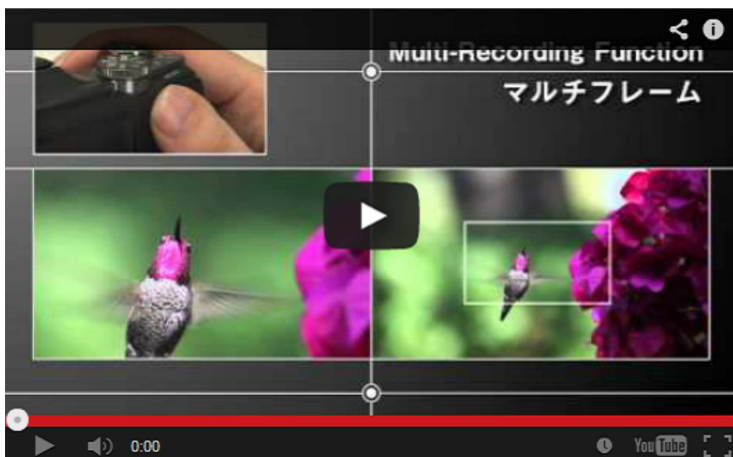 Multi-Recording Function
マルチフレーム
0:00
YouTube